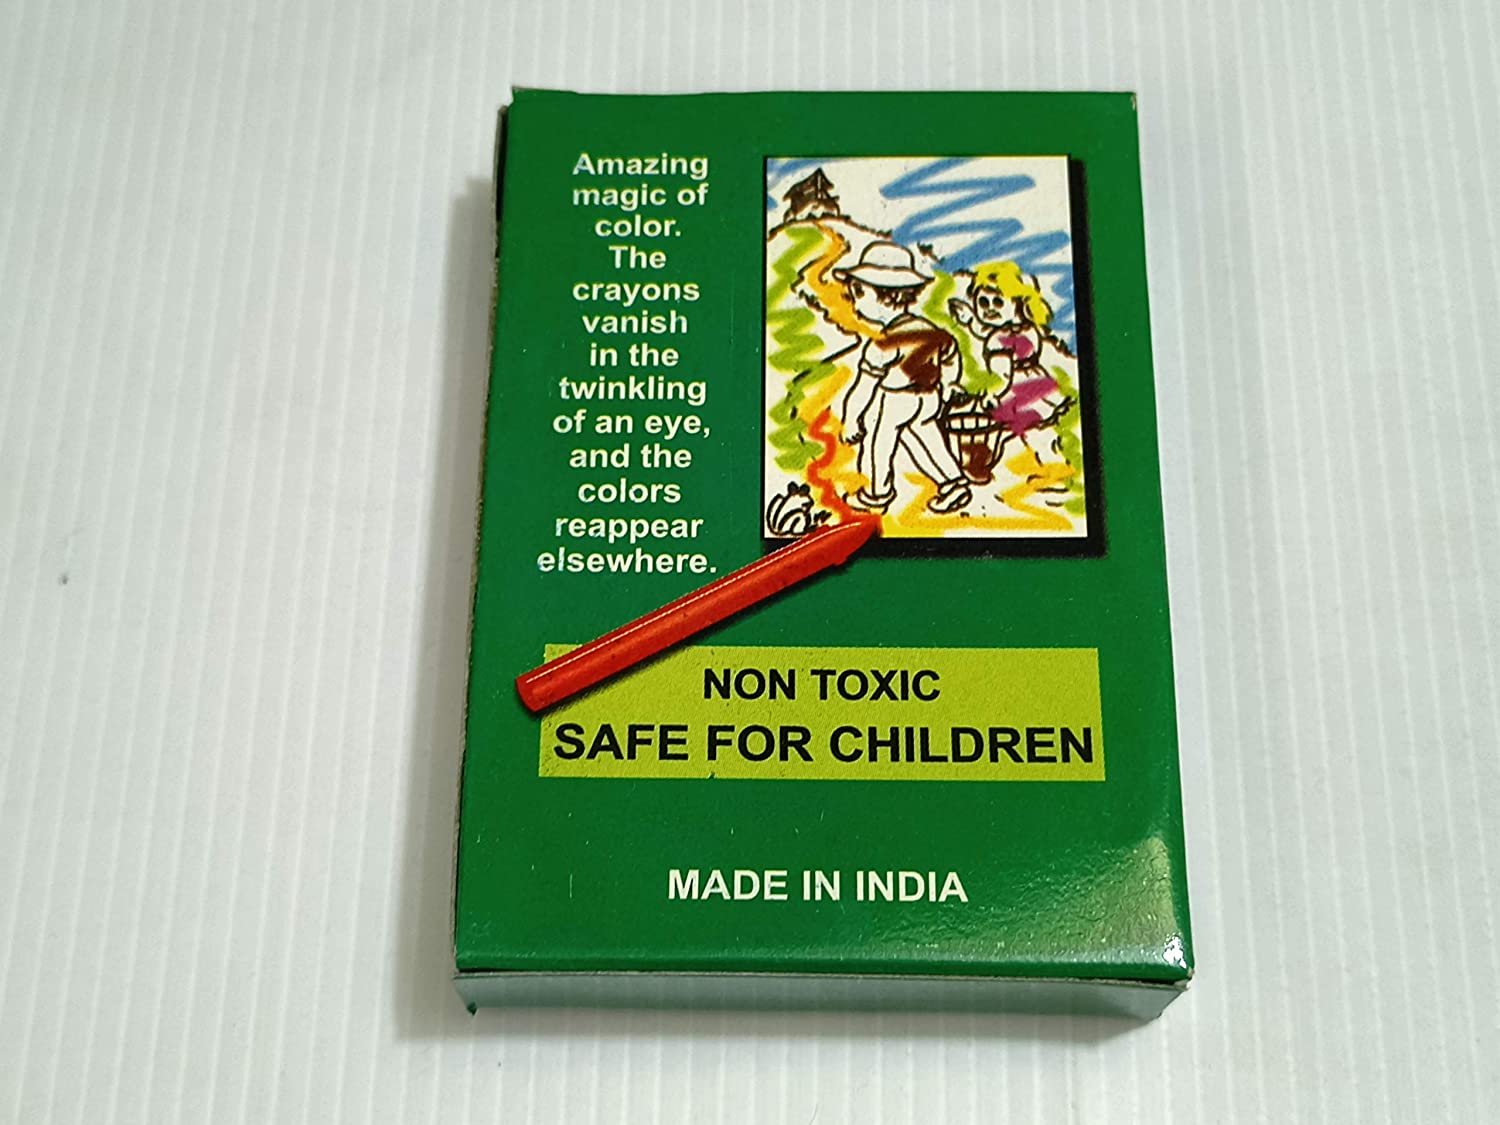 Amazing
magic of
color.
The
crayons
vanish
in the
twinkling
of an eye,
and the
colors
reappear
elsewhere.
NON TOXIC
SAFE FOR CHILDREN
MADE IN INDIA